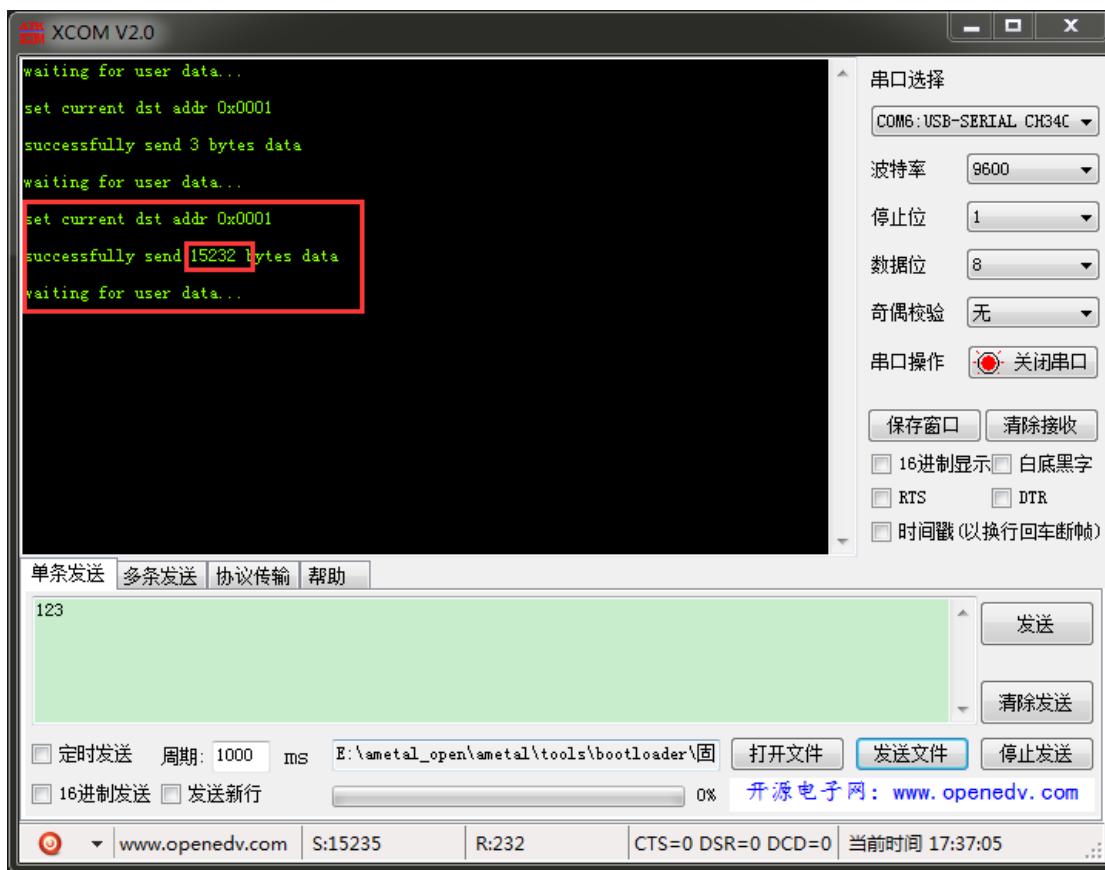 XCOM V2.0
waiting for user data...
set current dst addr 0x0001
successfully send 3 bytes data
waiting for user data...
set current dst addr 0x0001
successfully send 15232 bytes data
waiting for user data...
串口选择
COM6:USB-SERIAL CH34C
波特率 9600
停止位 1
数据位 8
奇偶校验 无
串口操作 关闭串口
保存窗口 清除接收
16进制显示 白底黑字
RTS DTR
时间戳(以换行回车断帧)
单条发送 多条发送 协议传输 帮助
123
发送
清除发送
定时发送 周期: 1000 ms E:\ametal_open\ametal\tools\bootloader\固 打开文件 发送文件 停止发送
16进制发送 发送新行 0% 开源电子网: www.openedv.com
www.openedv.com S:15235 R:232 CTS=0 DSR=0 DCD=0 当前时间 17:37:05